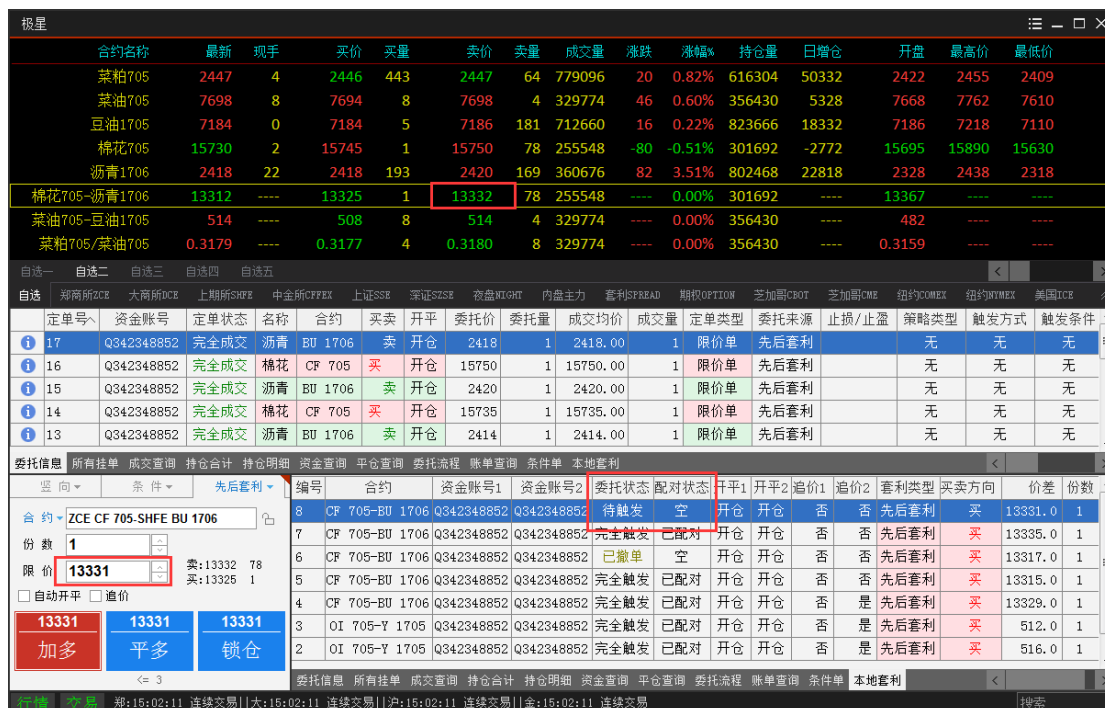 极星
合约名称 最新 现手 买价 买量 卖价 卖量 成交量 涨跌 涨幅% 持仓量 日增仓 开盘 最高价 最低价
菜粕705 2447 4 2446 443 2447 64 779096 20 0.82% 616304 50332 2422 2455 2409
菜油705 7698 8 7694 8 7698 4 329774 46 0.60% 356430 5328 7668 7762 7610
豆油1705 7184 0 7184 5 7186 181 712660 16 0.22% 823666 18332 7186 7218 7110
棉花705 15730 2 15745 1 15750 78 255548 -80 -0.51% 301692 -2772 15695 15890 15630
沥青1706 2418 22 2418 193 2420 169 360676 82 3.51% 802468 22818 2328 2438 2318
棉花705-沥青1706 13312 ---- 13325 1 13332 78 255548 ---- 0.00% 301692 ---- 13367 ---- ----
菜油705-豆油1705 514 ---- 508 8 514 4 329774 ---- 0.00% 356430 ---- 482 ---- ----
菜粕705/菜油705 0.3179 ---- 0.3177 4 0.3180 8 329774 ---- 0.00% 356430 ---- 0.3159 ---- ----
自选一 自选二 自选三 自选四 自选五
自选 郑商所ZCE 大商所DCE 上期所SHFE 中金所CFFEX 上证SSE 深证SZSE 夜盘NIGHT 内盘主力 套利SPREAD 期权OPTION 芝加哥CBOT 芝加哥CME 纽约COMEX 纽约NYMEX 美国ICE
定单号 资金账号 定单状态 名称 合约 买卖 开平 委托价 委托量 成交均价 成交量 定单类型 委托来源 止损/止盈 策略类型 触发方式 触发条件
17 Q342348852 完全成交 沥青 BU 1706 卖 开仓 2418 1 2418.00 1 限价单 先后套利 无 无 无
16 Q342348852 完全成交 棉花 CF 705 买 开仓 15750 1 15750.00 1 限价单 先后套利 无 无 无
15 Q342348852 完全成交 沥青 BU 1706 卖 开仓 2420 1 2420.00 1 限价单 先后套利 无 无 无
14 Q342348852 完全成交 棉花 CF 705 买 开仓 15735 1 15735.00 1 限价单 先后套利 无 无 无
13 Q342348852 完全成交 沥青 BU 1706 卖 开仓 2414 1 2414.00 1 限价单 先后套利 无 无 无
委托信息 所有挂单 成交查询 持仓合计 持仓明细 资金查询 平仓查询 委托流程 账单查询 条件单 本地套利
竖 向 条 件 先后套利
合 约 ZCE CF 705-SHFE BU 1706
份 数 1
限 价 13331
卖:13332 78
买:13325 1
自动开平 追价
13331 13331 13331
加多 平多 锁仓
<= 3
编号 合约 资金账号1 资金账号2 委托状态 配对状态 开平1 开平2 追价1 追价2 套利类型 买卖方向 价差 份数
8 CF 705-BU 1706 Q342348852 Q342348852 待触发 空 开仓 开仓 否 否 先后套利 买 13331.0 1
7 CF 705-BU 1706 Q342348852 Q342348852 完全触发 已配对 开仓 开仓 否 否 先后套利 买 13335.0 1
6 CF 705-BU 1706 Q342348852 Q342348852 已撤单 空 开仓 开仓 否 否 先后套利 买 13317.0 1
5 CF 705-BU 1706 Q342348852 Q342348852 完全触发 已配对 开仓 开仓 否 否 先后套利 买 13315.0 1
4 CF 705-BU 1706 Q342348852 Q342348852 完全触发 已配对 开仓 开仓 否 是 先后套利 买 13329.0 1
3 OI 705-Y 1705 Q342348852 Q342348852 完全触发 已配对 开仓 开仓 否 是 先后套利 买 512.0 1
2 OI 705-Y 1705 Q342348852 Q342348852 完全触发 已配对 开仓 开仓 否 是 先后套利 买 516.0 1
委托信息 所有挂单 成交查询 持仓合计 持仓明细 资金查询 平仓查询 委托流程 账单查询 条件单 本地套利
行情 交易 郑:15:02:11 连续交易||大:15:02:11 连续交易||沪:15:02:11 连续交易||金:15:02:11 连续交易 搜索